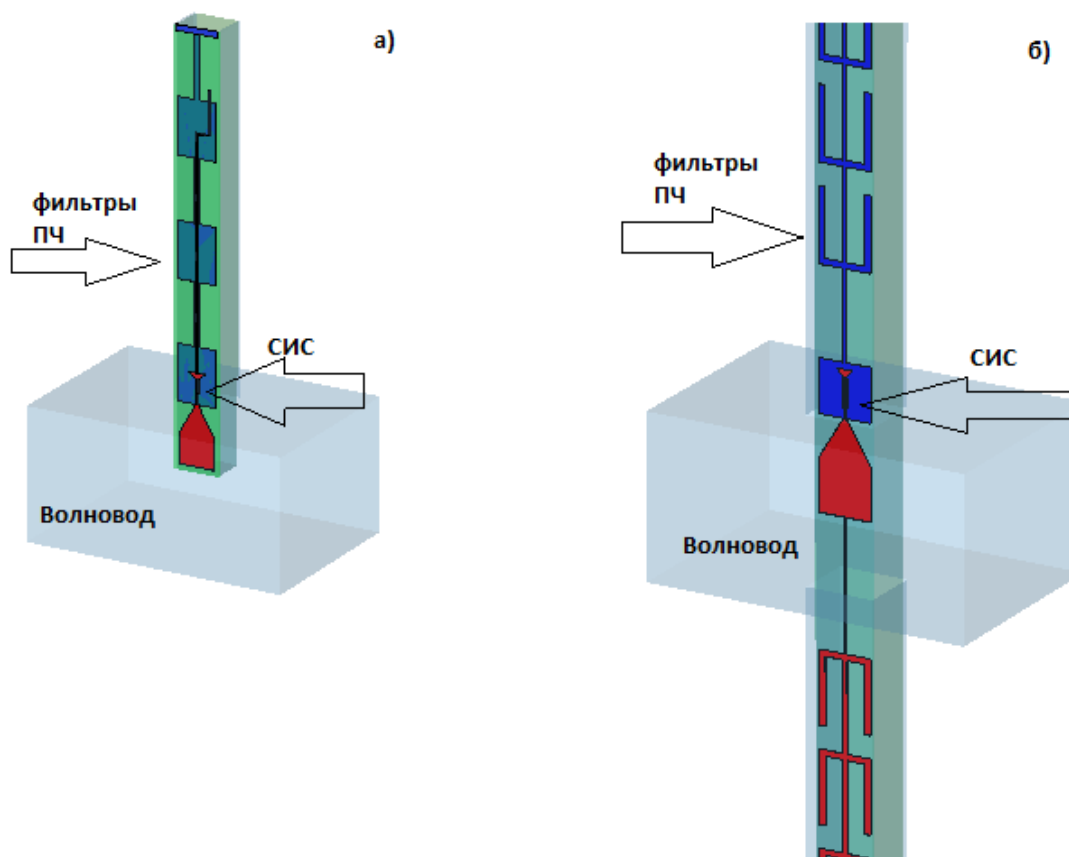 а)
фильтры
ПЧ
СИС
Волновод
б)
фильтры
ПЧ
СИС
Волновод